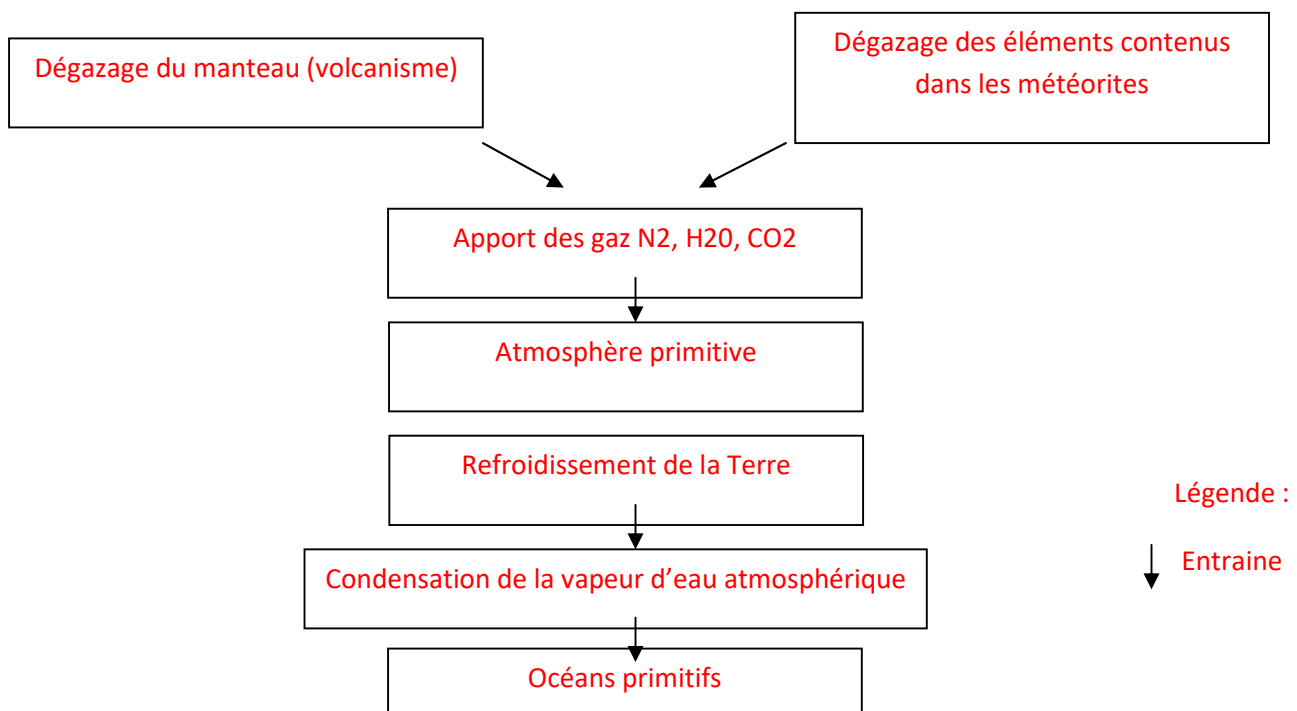 Dégazage du manteau (volcanisme)
Dégazage des éléments contenus
dans les météorites
Apport des gaz N2, H20, CO2
Atmosphère primitive
Refroidissement de la Terre
Légende :
Entraine
Condensation de la vapeur d’eau atmosphérique
Océans primitifs